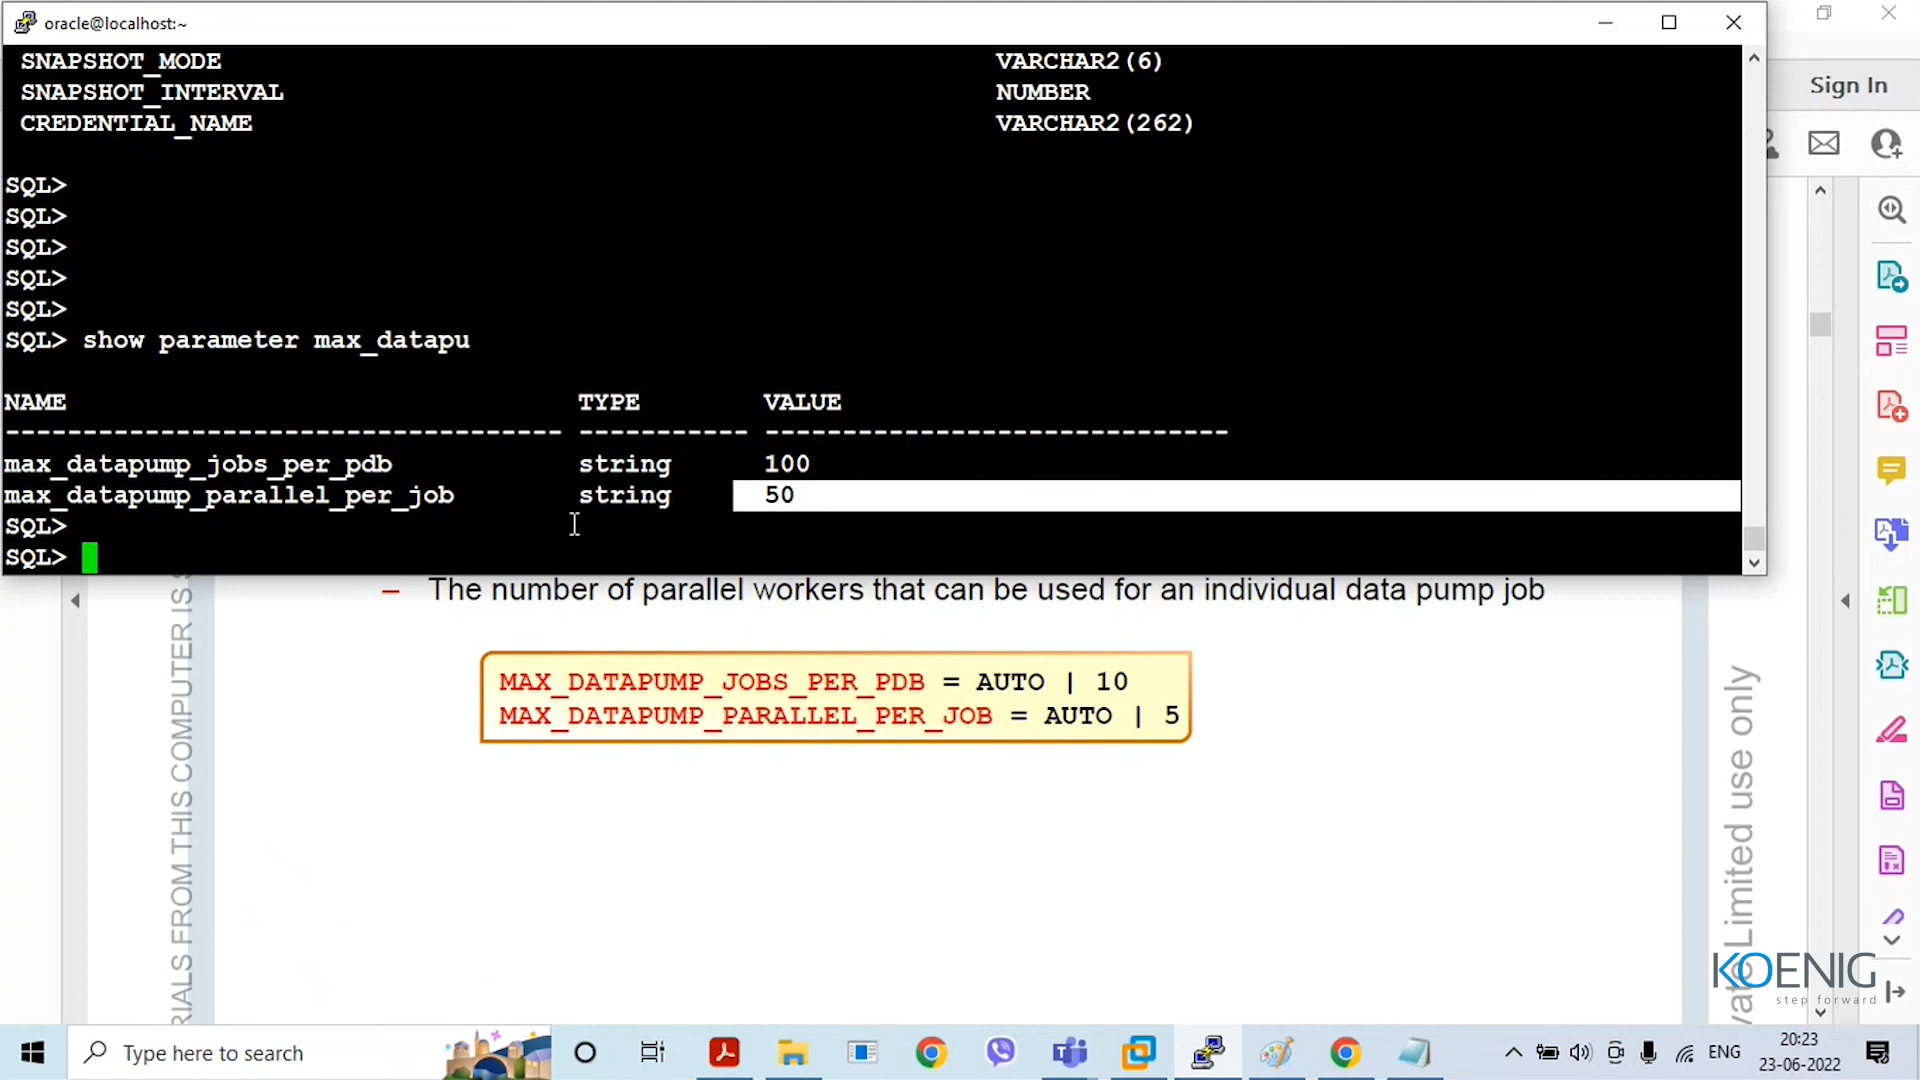 oracle@localhost:~
SNAPSHOT_MODE VARCHAR2(6)
SNAPSHOT_INTERVAL NUMBER
CREDENTIAL_NAME VARCHAR2(262)
SQL>
SQL>
SQL>
SQL>
SQL>
SQL> show parameter max_datapu
NAME TYPE VALUE
------------------------------------ ----------- ------------------------------
max_datapump_jobs_per_pdb string 100
max_datapump_parallel_per_job string 50
SQL>
SQL>
Sign In
– The number of parallel workers that can be used for an individual data pump job
MAX_DATAPUMP_JOBS_PER_PDB = AUTO | 10
MAX_DATAPUMP_PARALLEL_PER_JOB = AUTO | 5
RIALS FROM THIS COMPUTER IS
vate Limited use only
KOENIG
step forward
Type here to search
ENG
20:23
23-06-2022